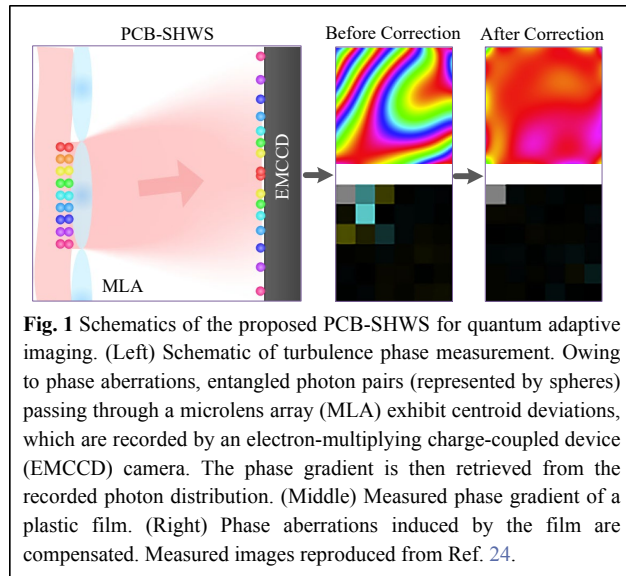 PCB-SHWS
Before Correction
After Correction
EMCCD
MLA
Fig. 1 Schematics of the proposed PCB-SHWS for quantum adaptive
imaging. (Left) Schematic of turbulence phase measurement. Owing
to phase aberrations, entangled photon pairs (represented by spheres)
passing through a microlens array (MLA) exhibit centroid deviations,
which are recorded by an electron-multiplying charge-coupled device
(EMCCD) camera. The phase gradient is then retrieved from the
recorded photon distribution. (Middle) Measured phase gradient of a
plastic film. (Right) Phase aberrations induced by the film are
compensated. Measured images reproduced from Ref. 24.